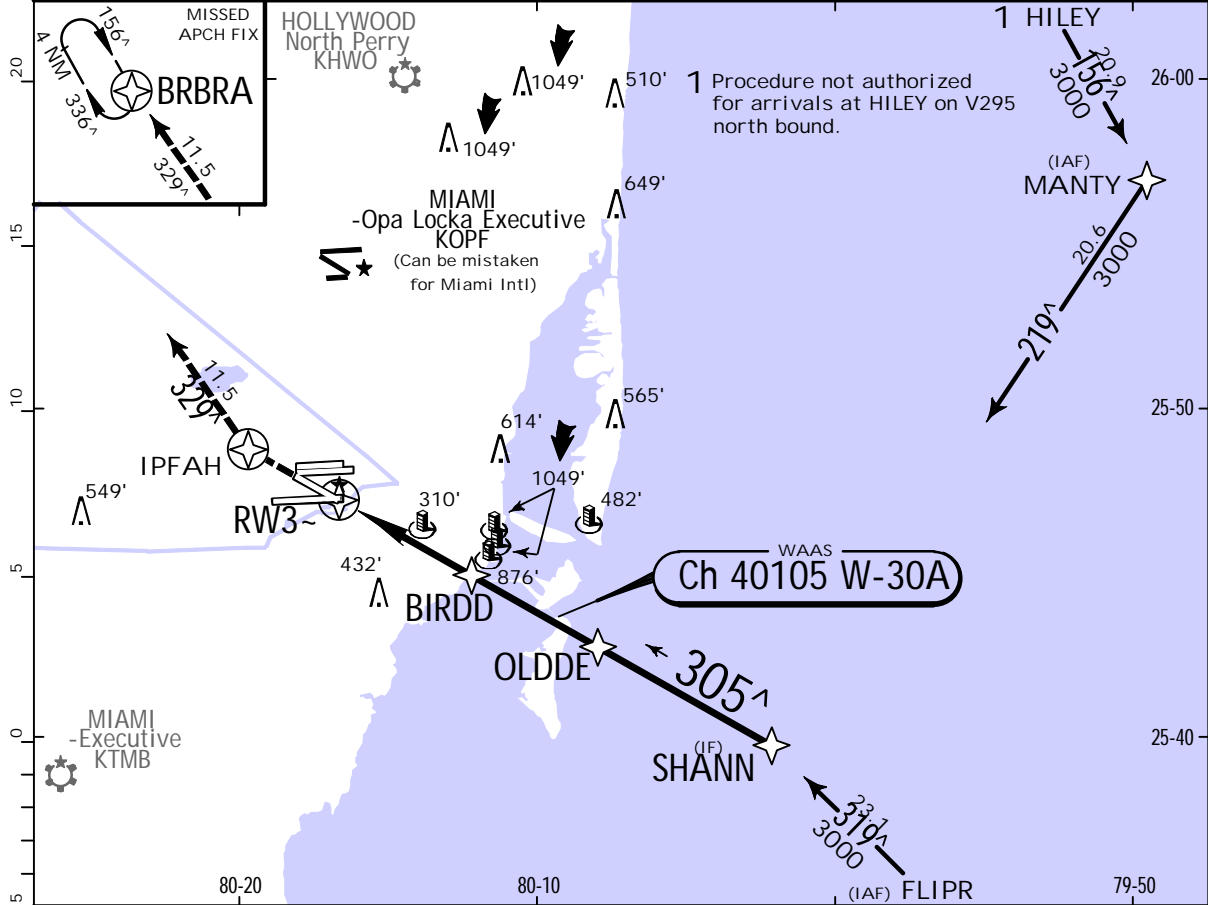 MISSED
APCH FIX
156^
4 NM
336^
BRBRA
11.5
329^
HOLLYWOOD
North Perry
KHWO
1049'
510'
1049'
1 Procedure not authorized
for arrivals at HILEY on V295
north bound.
1 HILEY
20.9
156^
3000
26-00
(IAF)
MANTY
649'
MIAMI
-Opa Locka Executive
KOPF
(Can be mistaken
for Miami Intl)
20.6
3000
219^
20
15
10
5
0
5
11.5
329^
565'
614'
25-50
IPFAH
549'
RW3~
310'
1049'
482'
432'
876'
BIRDD
WAAS
Ch 40105 W-30A
OLDDE
305^
MIAMI
-Executive
KTMB
(IF)
SHANN
25-40
23.1
319^
3000
80-20
80-10
(IAF) FLIPR
79-50